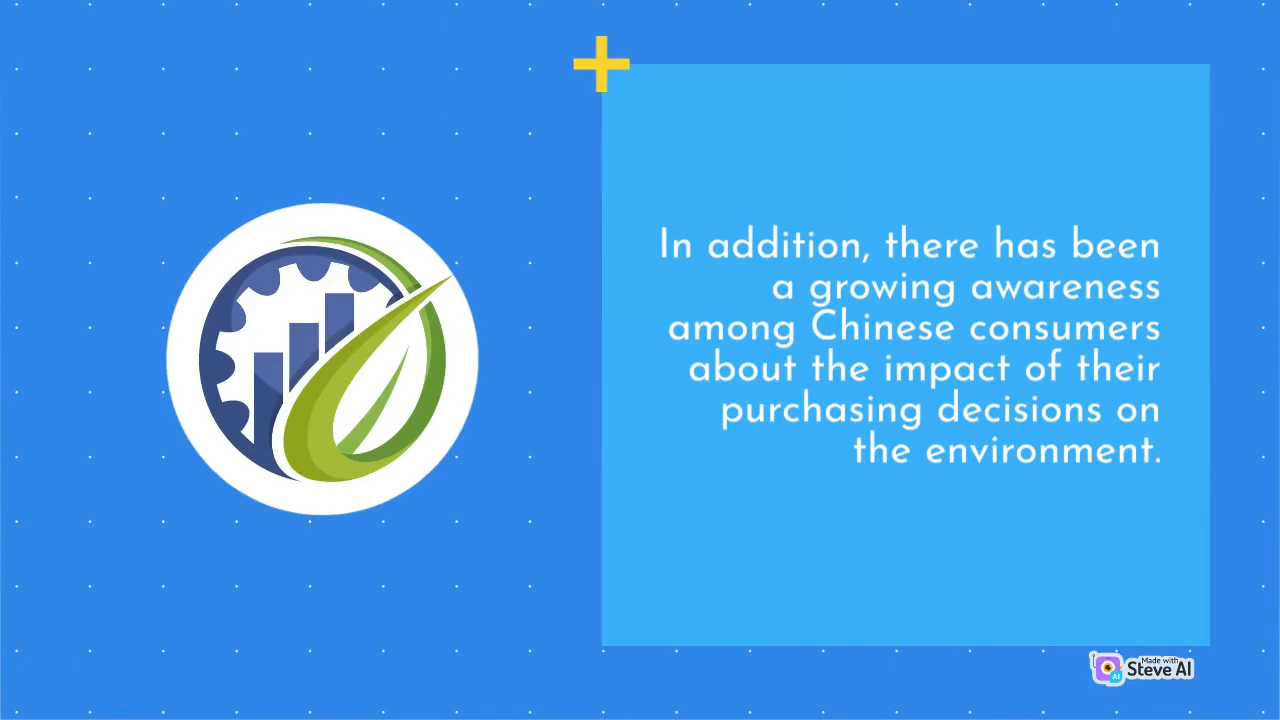 In addition, there has been
a growing awareness
among Chinese consumers
about the impact of their
purchasing decisions on
the environment.
Made with
Steve AI
AI